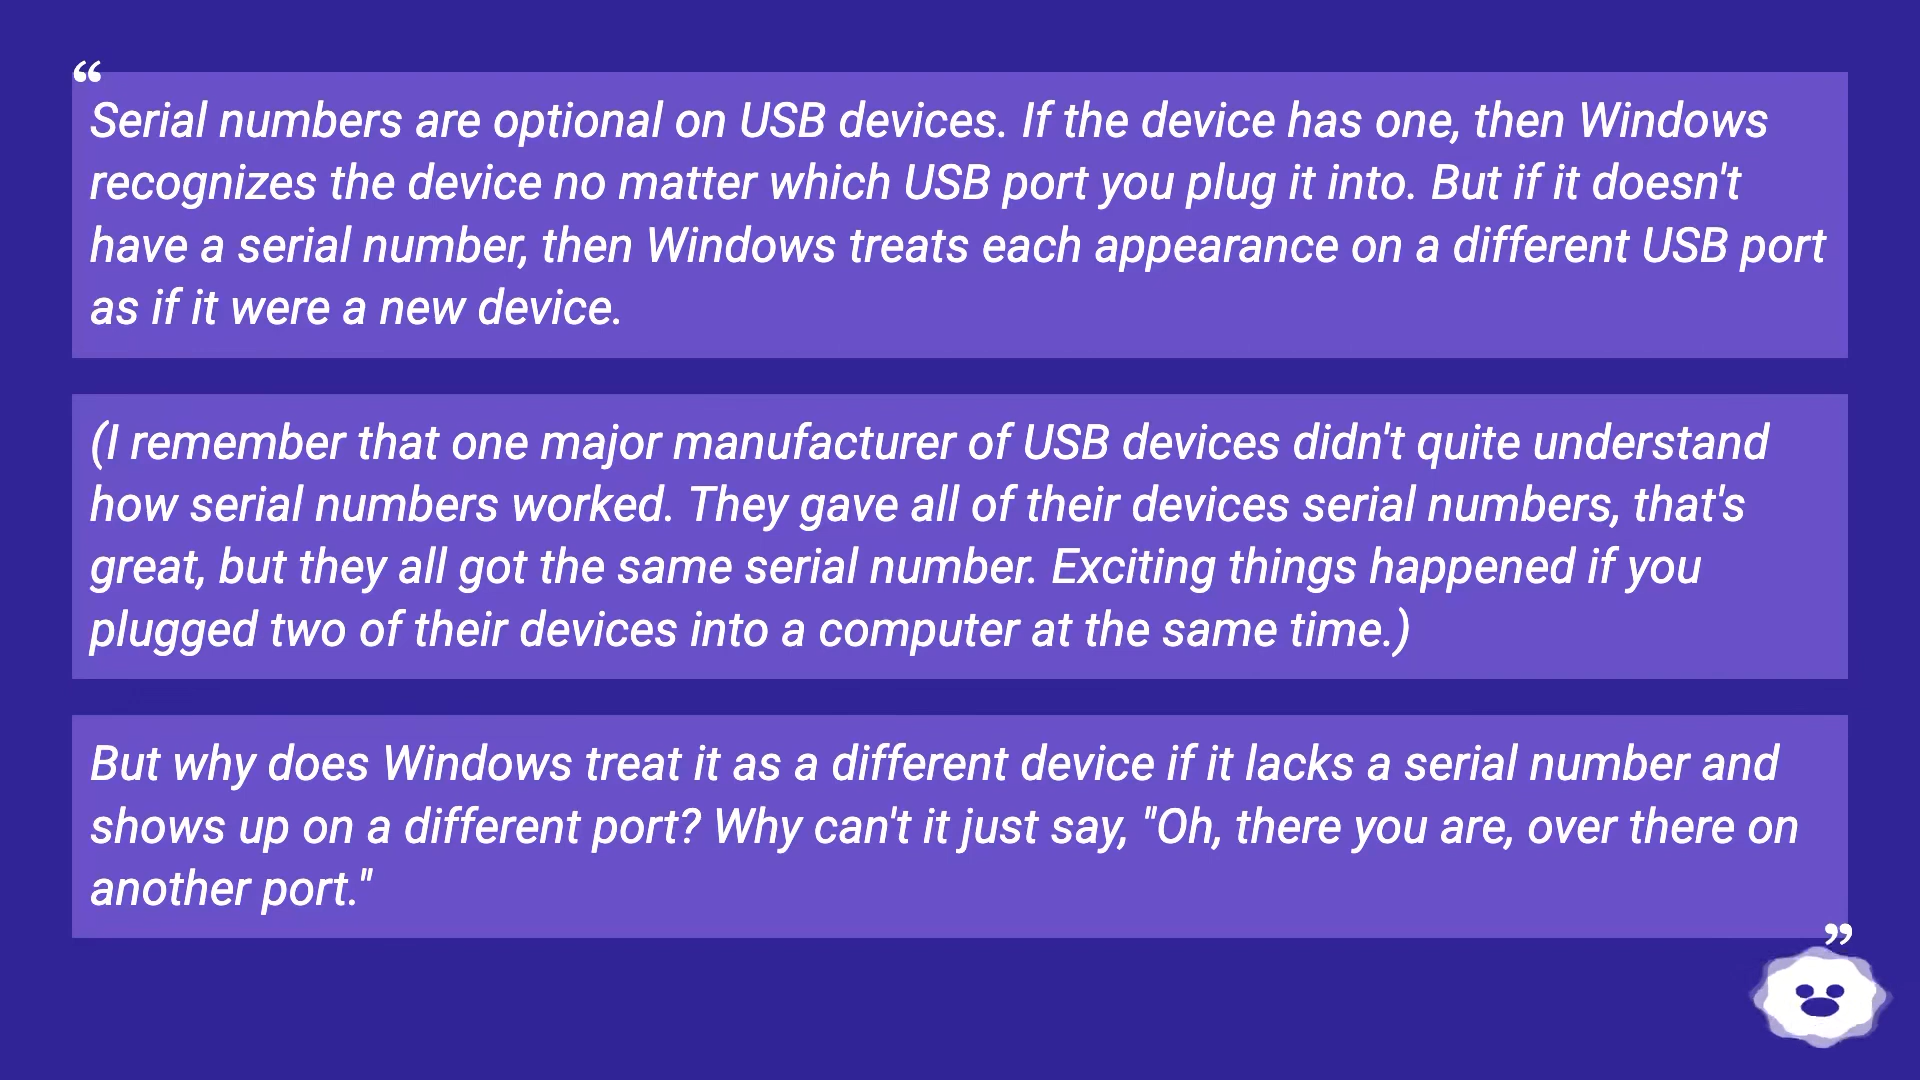 “
Serial numbers are optional on USB devices. If the device has one, then Windows
recognizes the device no matter which USB port you plug it into. But if it doesn't
have a serial number, then Windows treats each appearance on a different USB port
as if it were a new device.
(I remember that one major manufacturer of USB devices didn't quite understand
how serial numbers worked. They gave all of their devices serial numbers, that's
great, but they all got the same serial number. Exciting things happened if you
plugged two of their devices into a computer at the same time.)
But why does Windows treat it as a different device if it lacks a serial number and
shows up on a different port? Why can't it just say, "Oh, there you are, over there on
another port."
”